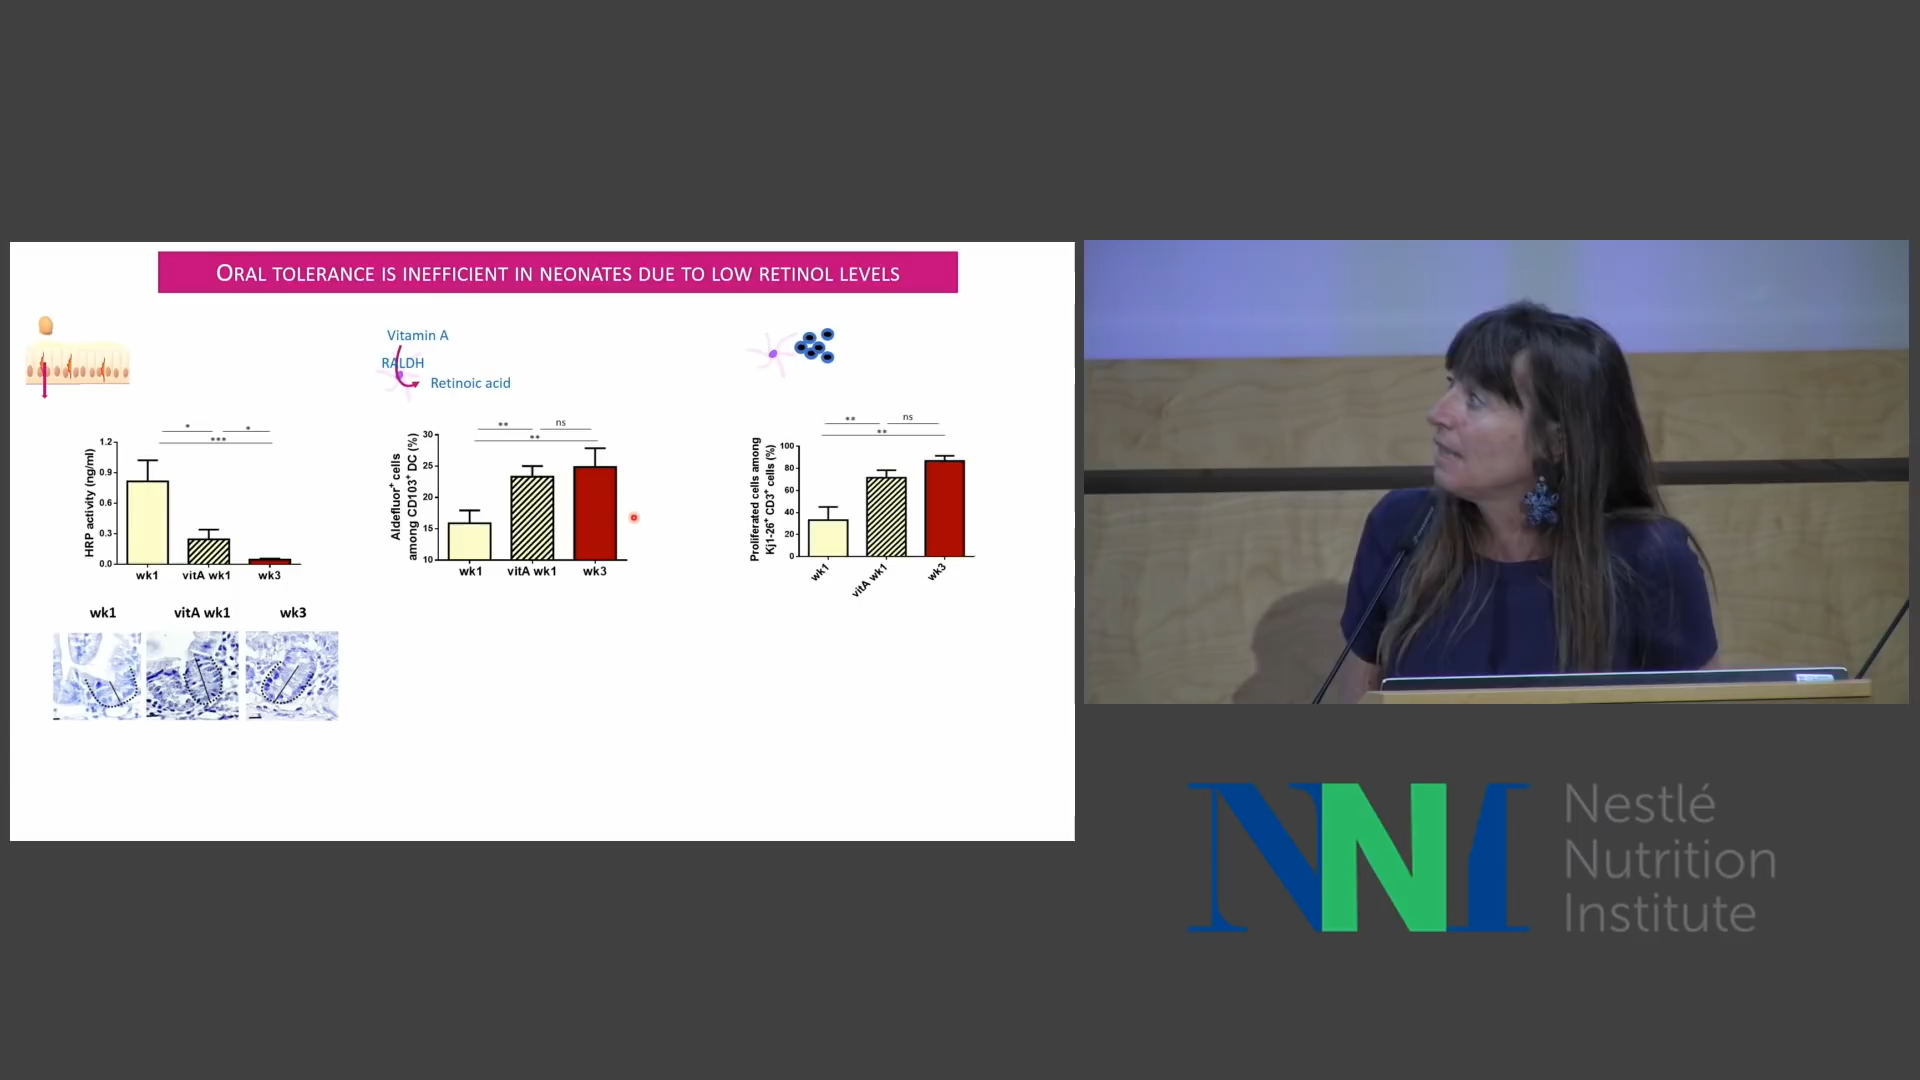 ORAL TOLERANCE IS INEFFICIENT IN NEONATES DUE TO LOW RETINOL LEVELS
Vitamin A
RALDH
Retinoic acid
*
*
***
HRP activity (ng/ml)
1.2
0.9
0.6
0.3
0.0
wk1 vitA wk1 wk3
wk1 vitA wk1 wk3
** ns
**
Aldefluor+ cells
among CD103+ DC (%)
30
25
20
15
10
wk1 vitA wk1 wk3
** ns
**
Proliferated cells among
Kj1-26+ CD3+ cells (%)
100
80
60
40
20
0
wk1 vitA wk1 wk3
NNI
Nestlé
Nutrition
Institute